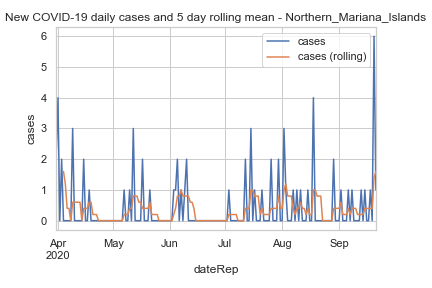 New COVID-19 daily cases and 5 day rolling mean - Northern_Mariana_Islands
cases
cases (rolling)
cases
6
5
4
3
2
1
0
Apr
2020
May
Jun
Jul
Aug
Sep
dateRep